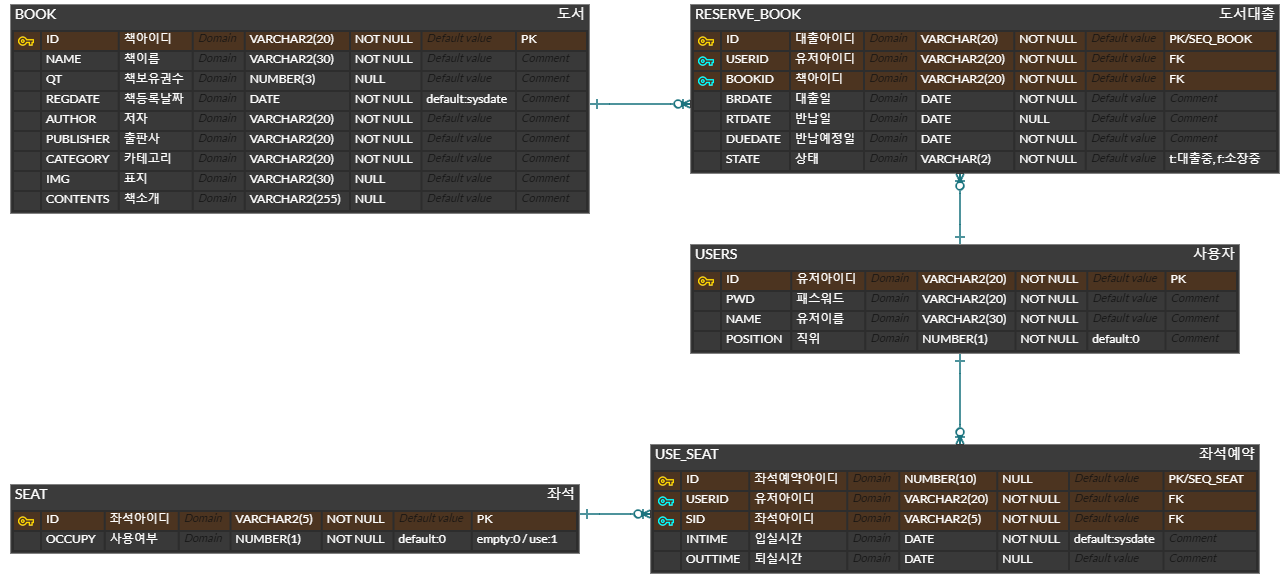 BOOK 도서
ID 책아이디 Domain VARCHAR2(20) NOT NULL Default value PK
NAME 책이름 Domain VARCHAR2(30) NOT NULL Default value Comment
QT 책보유권수 Domain NUMBER(3) NULL Default value Comment
REGDATE 책등록날짜 Domain DATE NOT NULL default:sysdate Comment
AUTHOR 저자 Domain VARCHAR2(20) NOT NULL Default value Comment
PUBLISHER 출판사 Domain VARCHAR2(20) NOT NULL Default value Comment
CATEGORY 카테고리 Domain VARCHAR2(20) NOT NULL Default value Comment
IMG 표지 Domain VARCHAR2(30) NULL Default value Comment
CONTENTS 책소개 Domain VARCHAR2(255) NULL Default value Comment
RESERVE_BOOK 도서대출
ID 대출아이디 Domain VARCHAR(20) NOT NULL Default value PK/SEQ_BOOK
USERID 유저아이디 Domain VARCHAR2(20) NOT NULL Default value FK
BOOKID 책아이디 Domain VARCHAR2(20) NOT NULL Default value FK
BRDATE 대출일 Domain DATE NOT NULL Default value Comment
RTDATE 반납일 Domain DATE NULL Default value Comment
DUEDATE 반납예정일 Domain DATE NOT NULL Default value Comment
STATE 상태 Domain VARCHAR(2) NOT NULL Default value t:대출중, f:소장중
USERS 사용자
ID 유저아이디 Domain VARCHAR2(20) NOT NULL Default value PK
PWD 패스워드 Domain VARCHAR2(20) NOT NULL Default value Comment
NAME 유저이름 Domain VARCHAR2(30) NOT NULL Default value Comment
POSITION 직위 Domain NUMBER(1) NOT NULL default:0 Comment
SEAT 좌석
ID 좌석아이디 Domain VARCHAR2(5) NOT NULL Default value PK
OCCUPY 사용여부 Domain NUMBER(1) NOT NULL default:0 empty:0 / use:1
USE_SEAT 좌석예약
ID 좌석예약아이디 Domain NUMBER(10) NULL Default value PK/SEQ_SEAT
USERID 유저아이디 Domain VARCHAR2(20) NOT NULL Default value FK
SID 좌석아이디 Domain VARCHAR2(5) NOT NULL Default value FK
INTIME 입실시간 Domain DATE NOT NULL default:sysdate Comment
OUTTIME 퇴실시간 Domain DATE NULL Default value Comment